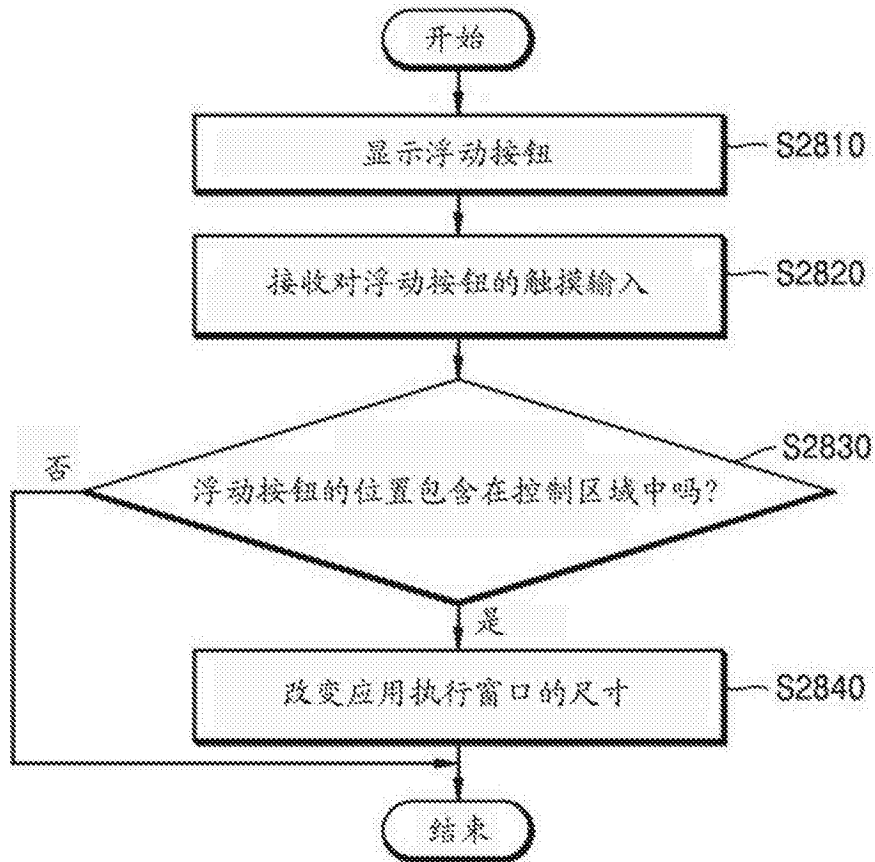 开始
显示浮动按钮
S2810
接收对浮动按钮的触摸输入
S2820
S2830
浮动按钮的位置包含在控制区域中吗?
否
是
改变应用执行窗口的尺寸
S2840
结束